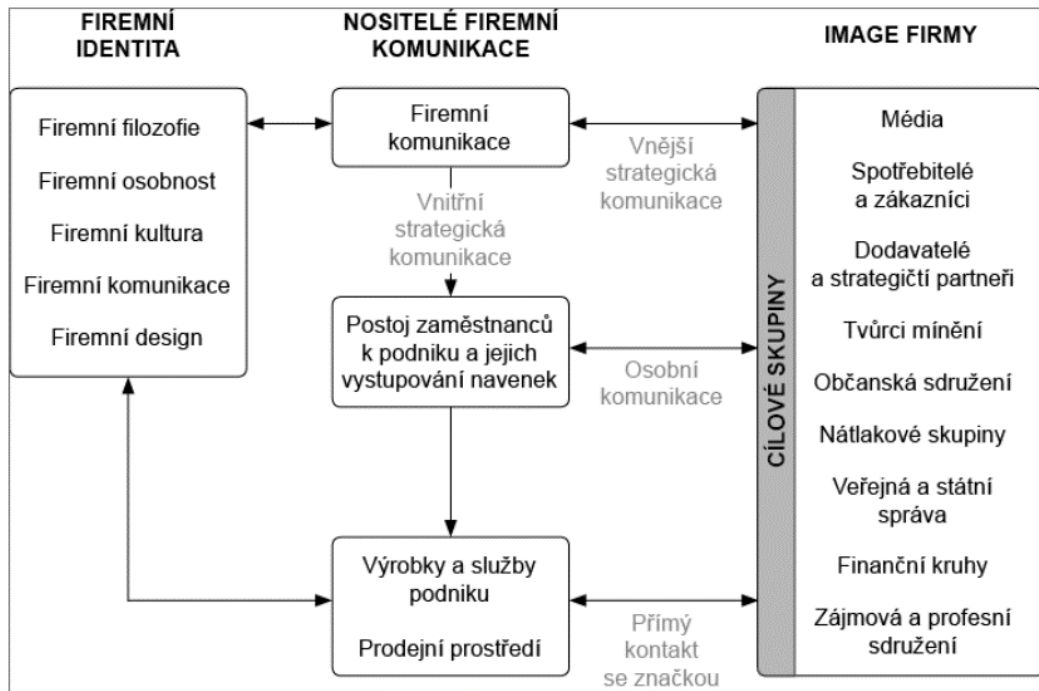 FIREMNÍ
IDENTITA
NOSITELÉ FIREMNÍ
KOMUNIKACE
IMAGE FIRMY
Firemní filozofie
Firemní osobnost
Firemní kultura
Firemní komunikace
Firemní design
Firemní
komunikace
Vnitřní
strategická
komunikace
Postoj zaměstnanců
k podniku a jejich
vystupování navenek
Výrobky a služby
podniku
Prodejní prostředí
Vnější
strategická
komunikace
Osobní
komunikace
Přímý
kontakt
se značkou
CÍLOVÉ SKUPINY
Média
Spotřebitelé
a zákazníci
Dodavatelé
a strategičtí partneři
Tvůrci mínění
Občanská sdružení
Nátlakové skupiny
Veřejná a státní
správa
Finanční kruhy
Zájmová a profesní
sdružení